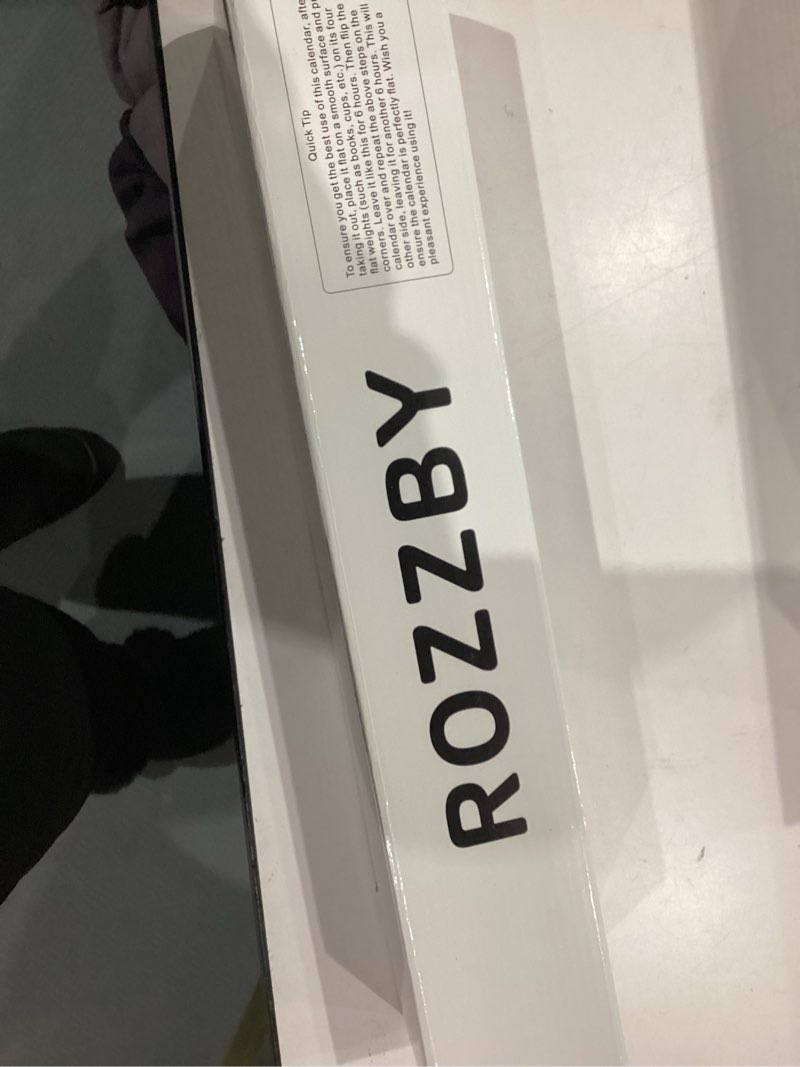 Quick Tip
To ensure you get the best use of this calendar, after
taking it out, place it flat on a smooth surface and
flat weights (such as books, cups, etc.) on its four
corners. Leave it like this for 6 hours. Then flip the
calendar over and repeat the above steps on the
other side, leaving it for another 6 hours. This will
ensure the calendar is perfectly flat. Wish you a
pleasant experience using it!
ROZZBY